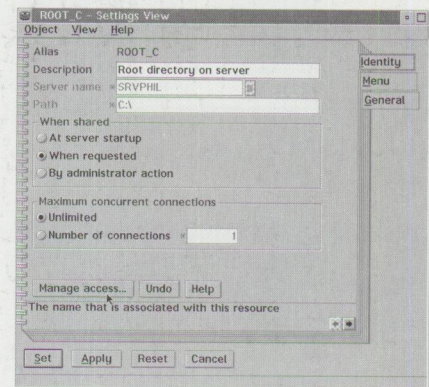 ROOT_C – Settings View
Object View Help
Alias ROOT_C
Description Root directory on server
Server name SRVPHIL
Path C:\
When shared
At server startup
When requested
By administrator action
Maximum concurrent connections
Unlimited
Number of connections 1
Manage access... Undo Help
The name that is associated with this resource
Set Apply Reset Cancel
Identity
Menu
General